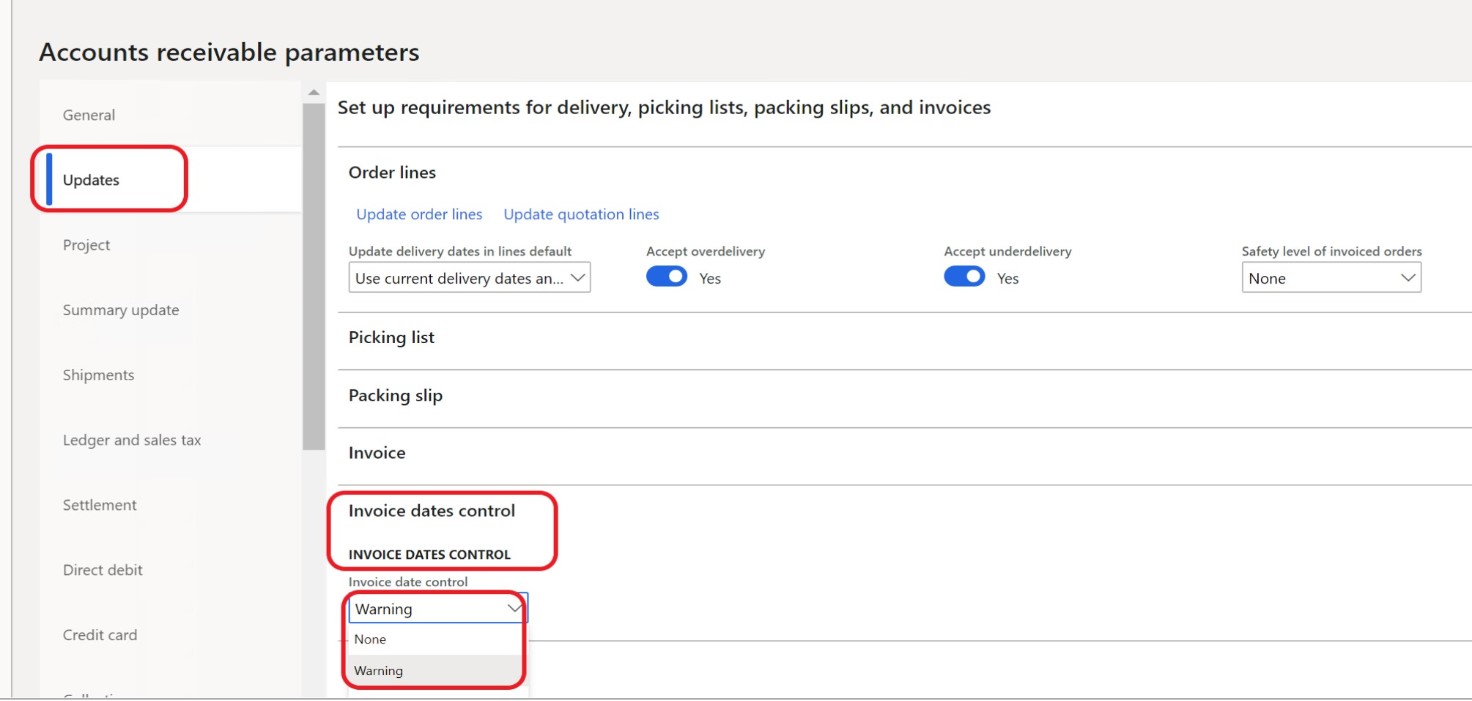 Accounts receivable parameters
General
Updates
Project
Summary update
Shipments
Ledger and sales tax
Settlement
Direct debit
Credit card
Set up requirements for delivery, picking lists, packing slips, and invoices
Order lines
Update order lines Update quotation lines
Update delivery dates in lines default Accept overdelivery Accept underdelivery Safety level of invoiced orders
Use current delivery dates an... Yes Yes None
Picking list
Packing slip
Invoice
Invoice dates control
INVOICE DATES CONTROL
Invoice date control
Warning
None
Warning